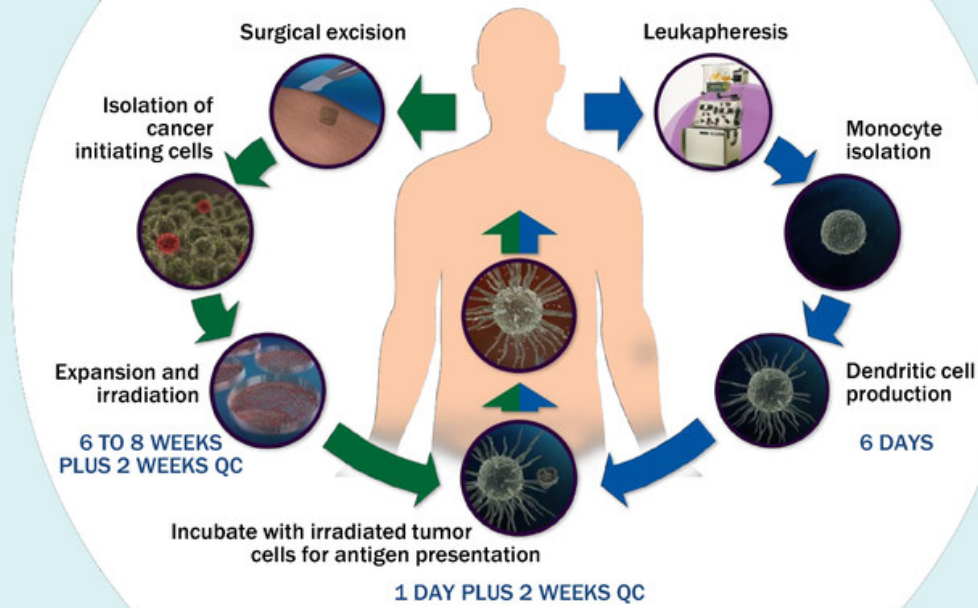 Surgical excision
Leukapheresis
Isolation of
cancer
initiating cells
Monocyte
isolation
Expansion and
irradiation
6 TO 8 WEEKS
PLUS 2 WEEKS QC
Dendritic cell
production
6 DAYS
Incubate with irradiated tumor
cells for antigen presentation
1 DAY PLUS 2 WEEKS QC